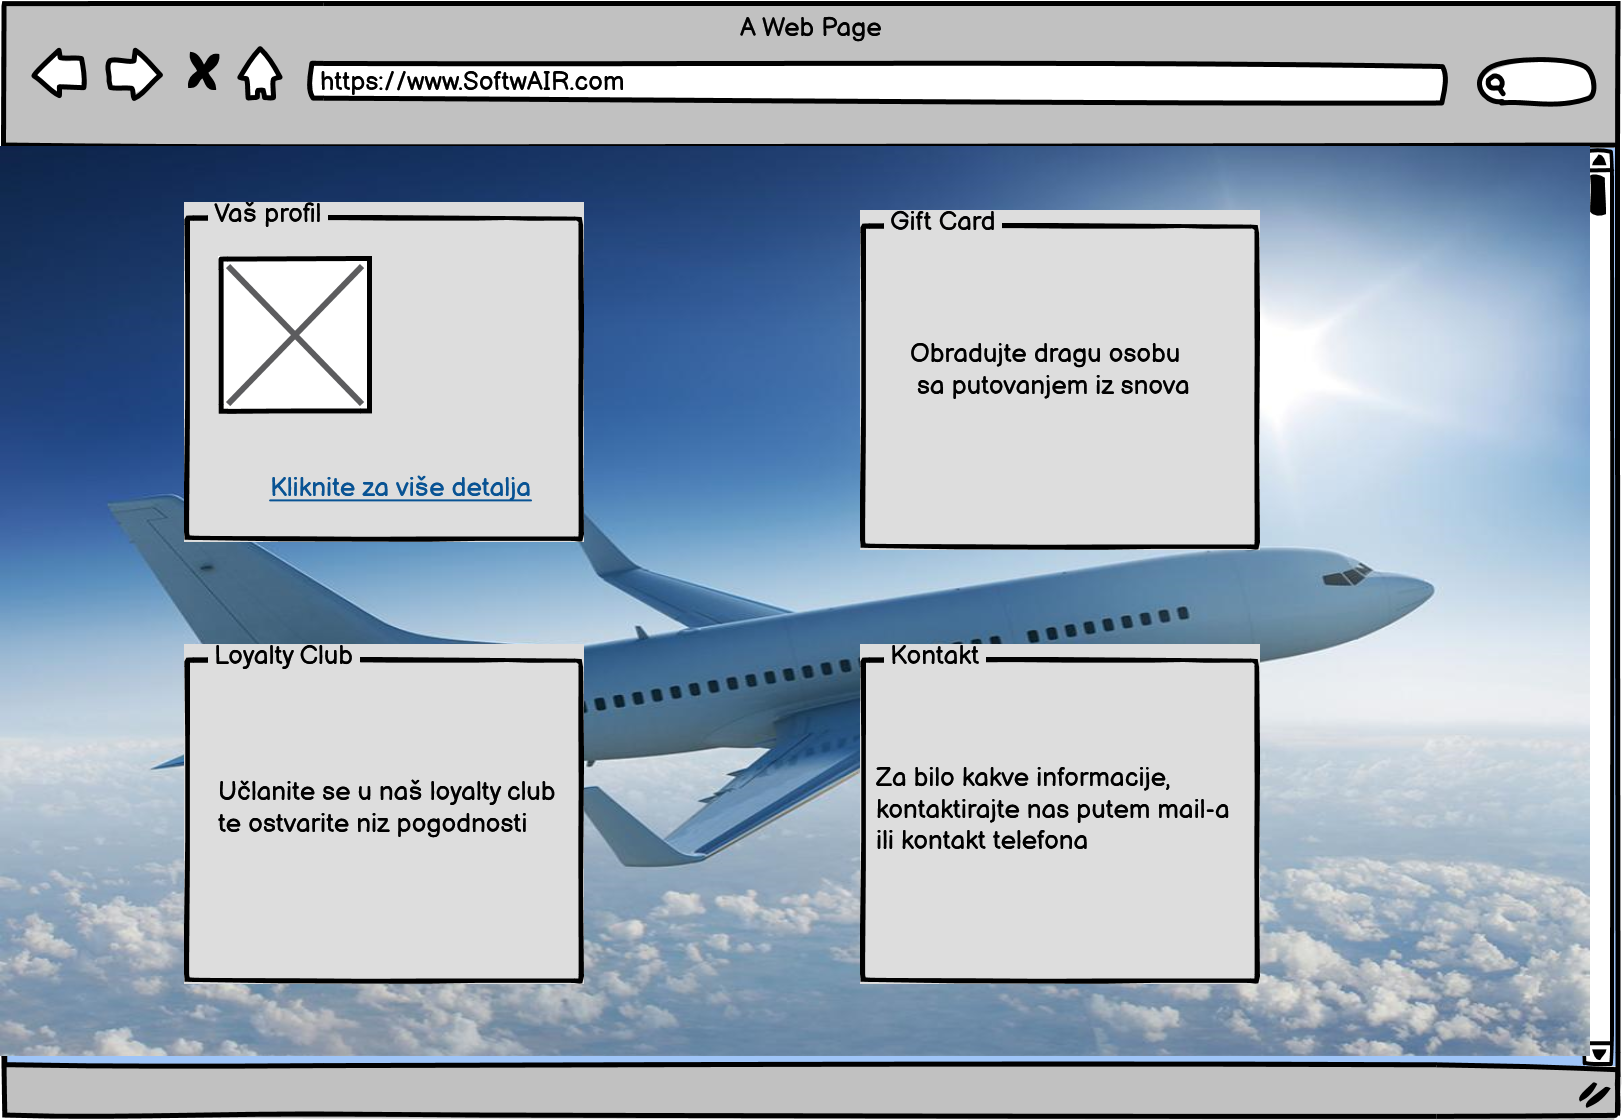 A Web Page
https://www.SoftwAIR.com
Vaš profil
Kliknite za više detalja
Gift Card
Obradujte dragu osobu
sa putovanjem iz snova
Loyalty Club
Učlanite se u naš loyalty club
te ostvarite niz pogodnosti
Kontakt
Za bilo kakve informacije,
kontaktirajte nas putem mail-a
ili kontakt telefona